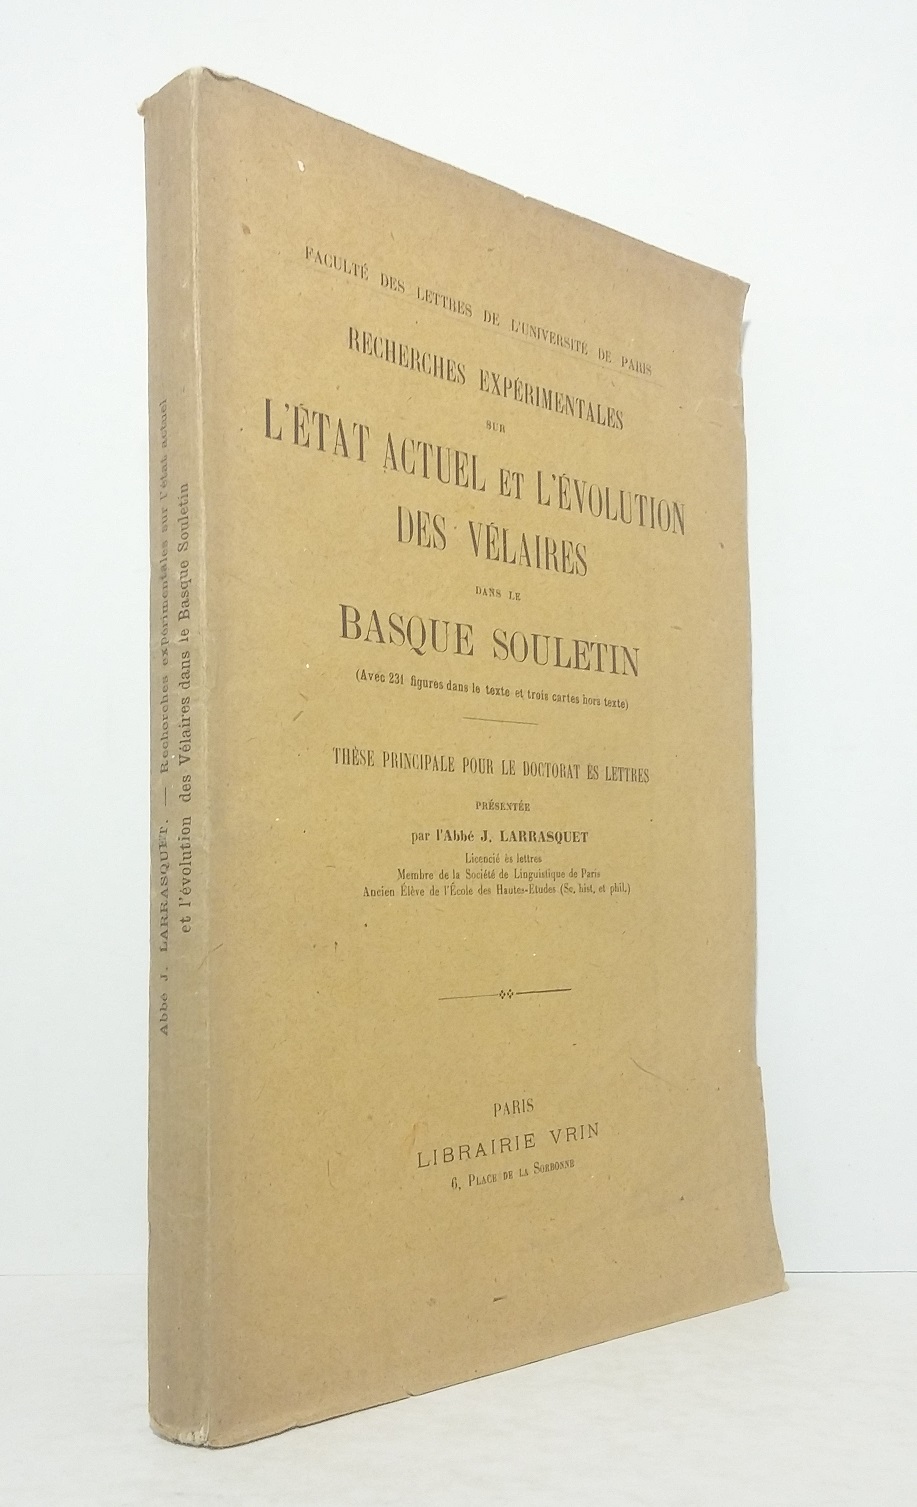 Abbé J. LARRASQUET. — Recherches expérimentales sur l'état actuel
et l'évolution des Vélaires dans le Basque Souletin
FACULTÉ DES LETTRES DE L'UNIVERSITÉ DE PARIS
RECHERCHES EXPÉRIMENTALES
SUR
L'ÉTAT ACTUEL ET L'ÉVOLUTION
DES VÉLAIRES
DANS LE
BASQUE SOULETIN
(Avec 231 figures dans le texte et trois cartes hors texte)
THÈSE PRINCIPALE POUR LE DOCTORAT ÈS LETTRES
PRÉSENTÉE
par l'Abbé J. LARRASQUET
Licencié ès lettres
Membre de la Société de Linguistique de Paris
Ancien Élève de l'École des Hautes-Études (Sc. hist. et phil.)
PARIS
LIBRAIRIE VRIN
6, PLACE DE LA SORBONNE